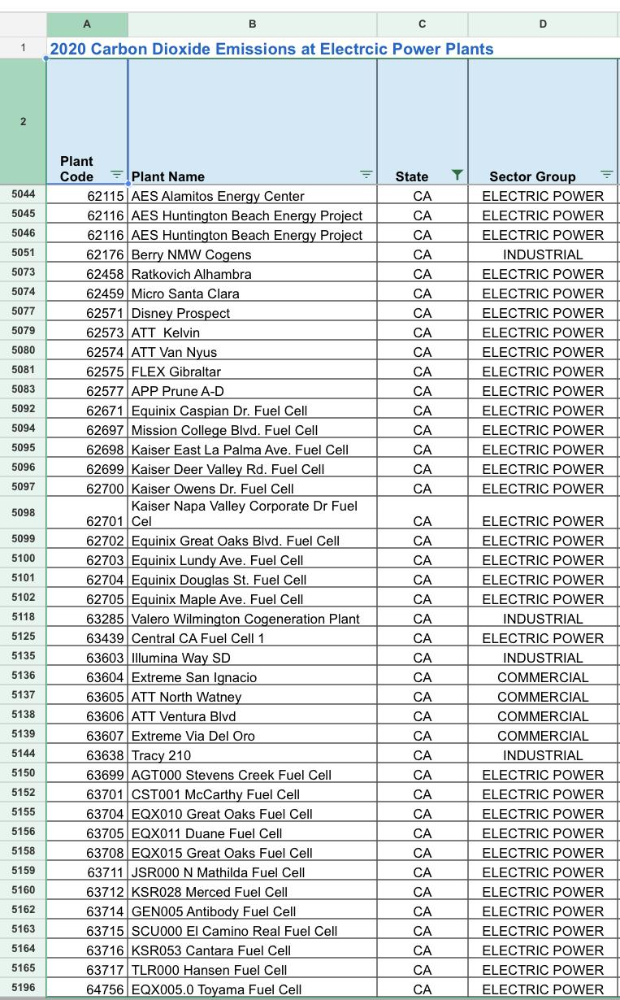 A B C D
1 2020 Carbon Dioxide Emissions at Electrcic Power Plants
2
Plant
Code Plant Name State Sector Group
5044 62115 AES Alamitos Energy Center CA ELECTRIC POWER
5045 62116 AES Huntington Beach Energy Project CA ELECTRIC POWER
5046 62116 AES Huntington Beach Energy Project CA ELECTRIC POWER
5051 62176 Berry NMW Cogens CA INDUSTRIAL
5073 62458 Ratkovich Alhambra CA ELECTRIC POWER
5074 62459 Micro Santa Clara CA ELECTRIC POWER
5077 62571 Disney Prospect CA ELECTRIC POWER
5079 62573 ATT  Kelvin CA ELECTRIC POWER
5080 62574 ATT Van Nyus CA ELECTRIC POWER
5081 62575 FLEX Gibraltar CA ELECTRIC POWER
5083 62577 APP Prune A-D CA ELECTRIC POWER
5092 62671 Equinix Caspian Dr. Fuel Cell CA ELECTRIC POWER
5094 62697 Mission College Blvd. Fuel Cell CA ELECTRIC POWER
5095 62698 Kaiser East La Palma Ave. Fuel Cell CA ELECTRIC POWER
5096 62699 Kaiser Deer Valley Rd. Fuel Cell CA ELECTRIC POWER
5097 62700 Kaiser Owens Dr. Fuel Cell CA ELECTRIC POWER
Kaiser Napa Valley Corporate Dr Fuel
5098 62701 Cel CA ELECTRIC POWER
5099 62702 Equinix Great Oaks Blvd. Fuel Cell CA ELECTRIC POWER
5100 62703 Equinix Lundy Ave. Fuel Cell CA ELECTRIC POWER
5101 62704 Equinix Douglas St. Fuel Cell CA ELECTRIC POWER
5102 62705 Equinix Maple Ave. Fuel Cell CA ELECTRIC POWER
5118 63285 Valero Wilmington Cogeneration Plant CA INDUSTRIAL
5125 63439 Central CA Fuel Cell 1 CA ELECTRIC POWER
5135 63603 Illumina Way SD CA INDUSTRIAL
5136 63604 Extreme San Ignacio CA COMMERCIAL
5137 63605 ATT North Watney CA COMMERCIAL
5138 63606 ATT Ventura Blvd CA COMMERCIAL
5139 63607 Extreme Via Del Oro CA COMMERCIAL
5144 63638 Tracy 210 CA INDUSTRIAL
5150 63699 AGT000 Stevens Creek Fuel Cell CA ELECTRIC POWER
5152 63701 CST001 McCarthy Fuel Cell CA ELECTRIC POWER
5155 63704 EQX010 Great Oaks Fuel Cell CA ELECTRIC POWER
5156 63705 EQX011 Duane Fuel Cell CA ELECTRIC POWER
5158 63708 EQX015 Great Oaks Fuel Cell CA ELECTRIC POWER
5159 63711 JSR000 N Mathilda Fuel Cell CA ELECTRIC POWER
5160 63712 KSR028 Merced Fuel Cell CA ELECTRIC POWER
5162 63714 GEN005 Antibody Fuel Cell CA ELECTRIC POWER
5163 63715 SCU000 El Camino Real Fuel Cell CA ELECTRIC POWER
5164 63716 KSR053 Cantara Fuel Cell CA ELECTRIC POWER
5165 63717 TLR000 Hansen Fuel Cell CA ELECTRIC POWER
5196 64756 EQX005.0 Toyama Fuel Cell CA ELECTRIC POWER